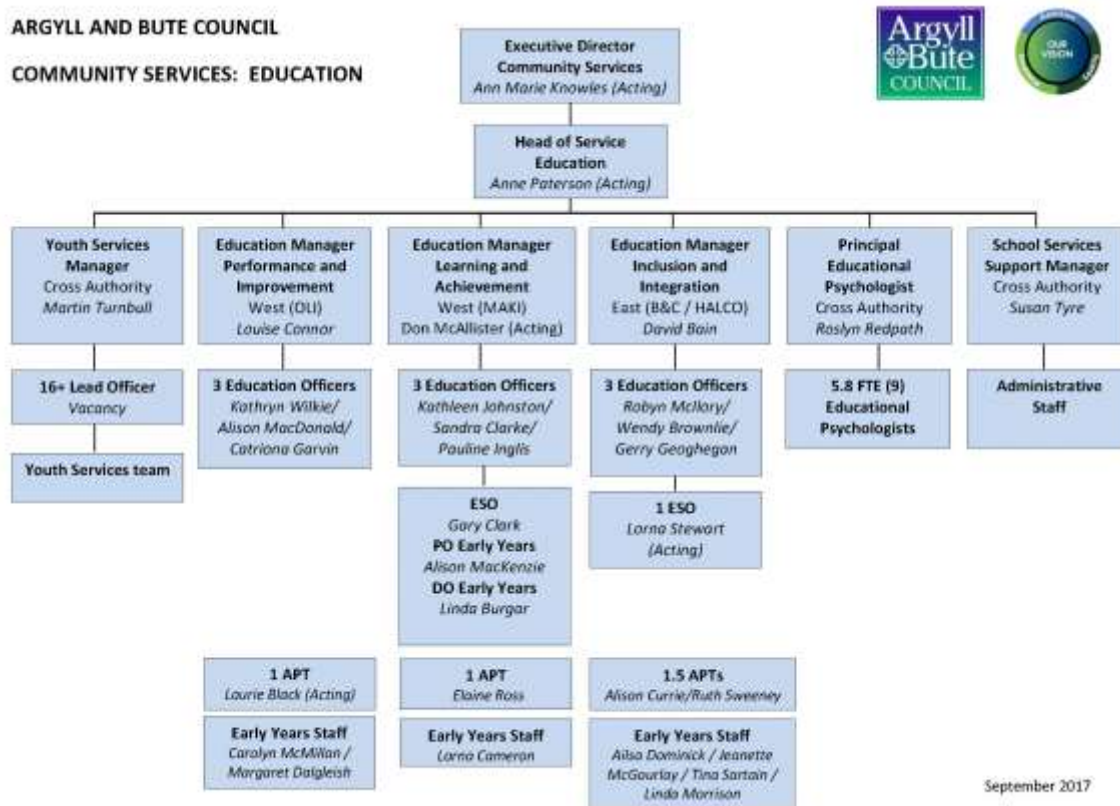 ARGYLL AND BUTE COUNCIL
COMMUNITY SERVICES: EDUCATION
Argyll
&Bute
COUNCIL
OUR
VISION
Executive Director
Community Services
Ann Marie Knowles (Acting)
Head of Service
Education
Anne Paterson (Acting)
Youth Services
Manager
Cross Authority
Martin Turnbull
Education Manager
Performance and
Improvement
West (OLI)
Louise Connor
Education Manager
Learning and
Achievement
West (MAKI)
Don McAllister (Acting)
Education Manager
Inclusion and
Integration
East (B&C / HALCO)
David Bain
Principal
Educational
Psychologist
Cross Authority
Roslyn Redpath
School Services
Support Manager
Cross Authority
Susan Tyre
16+ Lead Officer
Vacancy
3 Education Officers
Kathryn Wilkie/
Alison MacDonald/
Catriona Garvin
3 Education Officers
Kathleen Johnston/
Sandra Clarke/
Pauline Inglis
3 Education Officers
Robyn McIlory/
Wendy Brownlie/
Gerry Geoghegan
5.8 FTE (9)
Educational
Psychologists
Administrative
Staff
Youth Services team
ESO
Gary Clark
PO Early Years
Alison MacKenzie
DO Early Years
Linda Burgar
1 ESO
Lorna Stewart
(Acting)
1 APT
Laurie Black (Acting)
1 APT
Elaine Ross
1.5 APTs
Alison Currie/Ruth Sweeney
Early Years Staff
Carolyn McMillan /
Margaret Dalgleish
Early Years Staff
Lorna Cameron
Early Years Staff
Ailsa Dominick / Jeanette
McGourlay / Tina Sartain /
Linda Morrison
September 2017